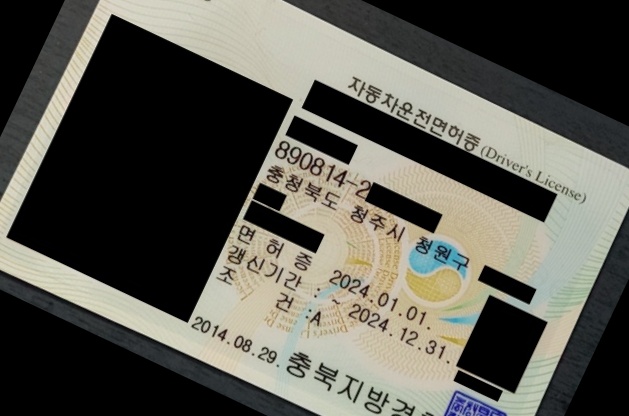 자동차운전면허증 (Driver's License)
890814-2
충청북도 청주시 청원구
면 허 증
갱신기간 : 2024.01.01.
2024.12.31.
조 건 :A
2014.08.29. 충북지방경